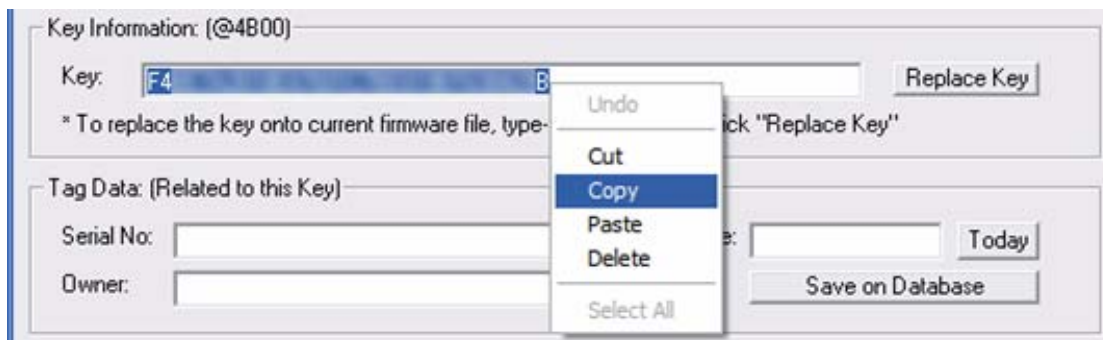 Key Information: (@4B00)
Key: F4 B Replace Key
* To replace the key onto current firmware file, type- ick "Replace Key"
Undo
Cut
Copy
Paste
Delete
Select All
Tag Data: (Related to this Key)
Serial No: e: Today
Owner: Save on Database